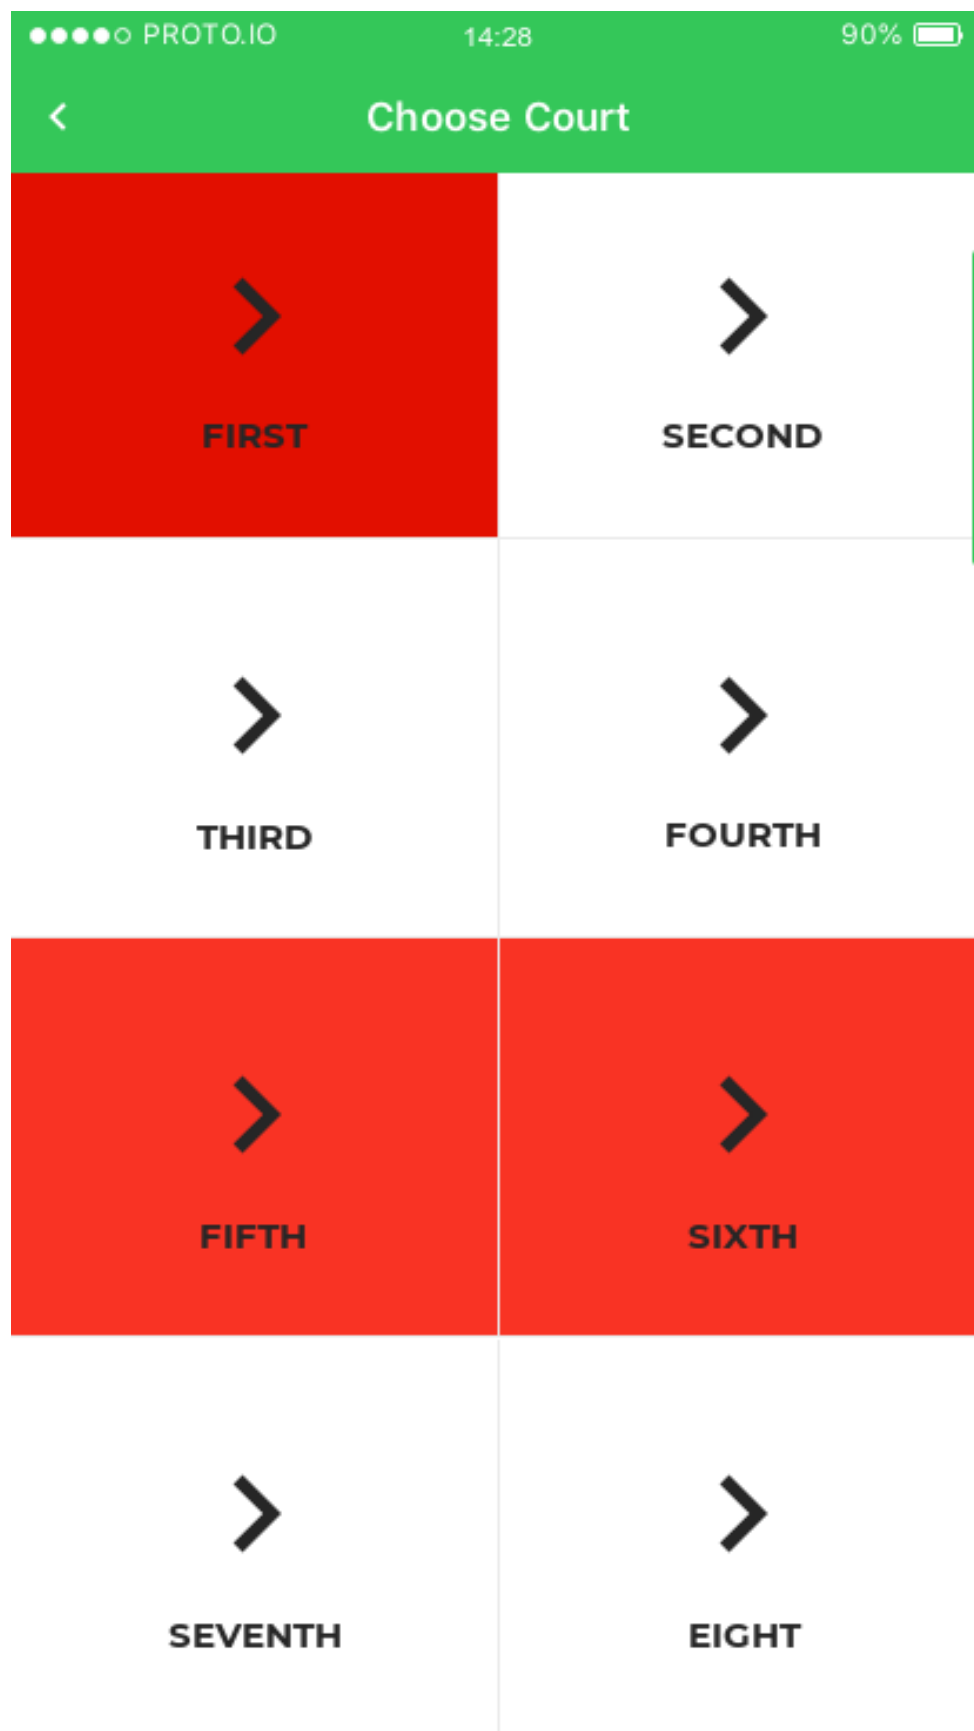 PROTO.IO 14:28 90%
Choose Court
FIRST SECOND
THIRD FOURTH
FIFTH SIXTH
SEVENTH EIGHT